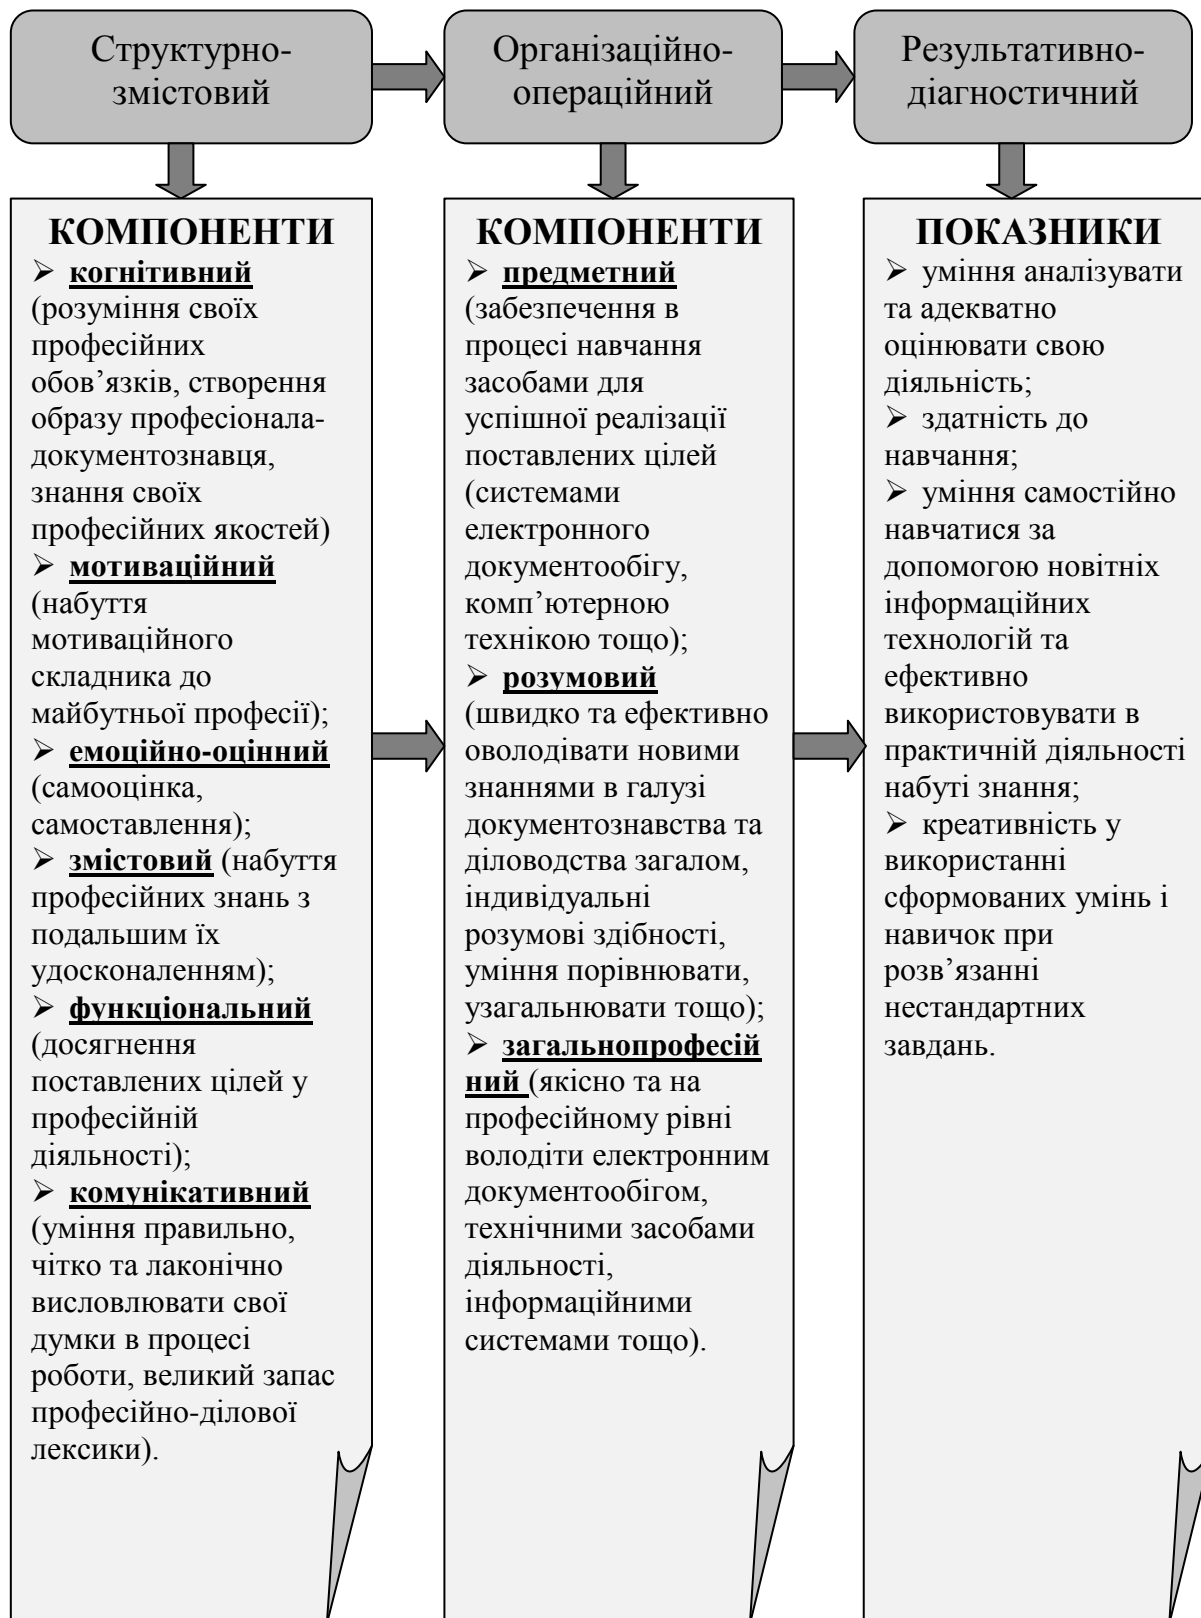 Структурно-
змістовий
Організаційно-
операційний
Результативно-
діагностичний
КОМПОНЕНТИ
➢ когнітивний
(розуміння своїх
професійних
обов’язків, створення
образу професіонала-
документознавця,
знання своїх
професійних якостей)
➢ мотиваційний
(набуття
мотиваційного
складника до
майбутньої професії);
➢ емоційно-оцінний
(самооцінка,
самоставлення);
➢ змістовий (набуття
професійних знань з
подальшим їх
удосконаленням);
➢ функціональний
(досягнення
поставлених цілей у
професійній
діяльності);
➢ комунікативний
(уміння правильно,
чітко та лаконічно
висловлювати свої
думки в процесі
роботи, великий запас
професійно-ділової
лексики).
КОМПОНЕНТИ
➢ предметний
(забезпечення в
процесі навчання
засобами для
успішної реалізації
поставлених цілей
(системами
електронного
документообігу,
комп’ютерною
технікою тощо);
➢ розумовий
(швидко та ефективно
оволодівати новими
знаннями в галузі
документознавства та
діловодства загалом,
індивідуальні
розумові здібності,
уміння порівнювати,
узагальнювати тощо);
➢ загальнопрофесій
ний (якісно та на
професійному рівні
володіти електронним
документообігом,
технічними засобами
діяльності,
інформаційними
системами тощо).
ПОКАЗНИКИ
➢ уміння аналізувати
та адекватно
оцінювати свою
діяльність;
➢ здатність до
навчання;
➢ уміння самостійно
навчатися за
допомогою новітніх
інформаційних
технологій та
ефективно
використовувати в
практичній діяльності
набуті знання;
➢ креативність у
використанні
сформованих умінь і
навичок при
розв’язанні
нестандартних
завдань.